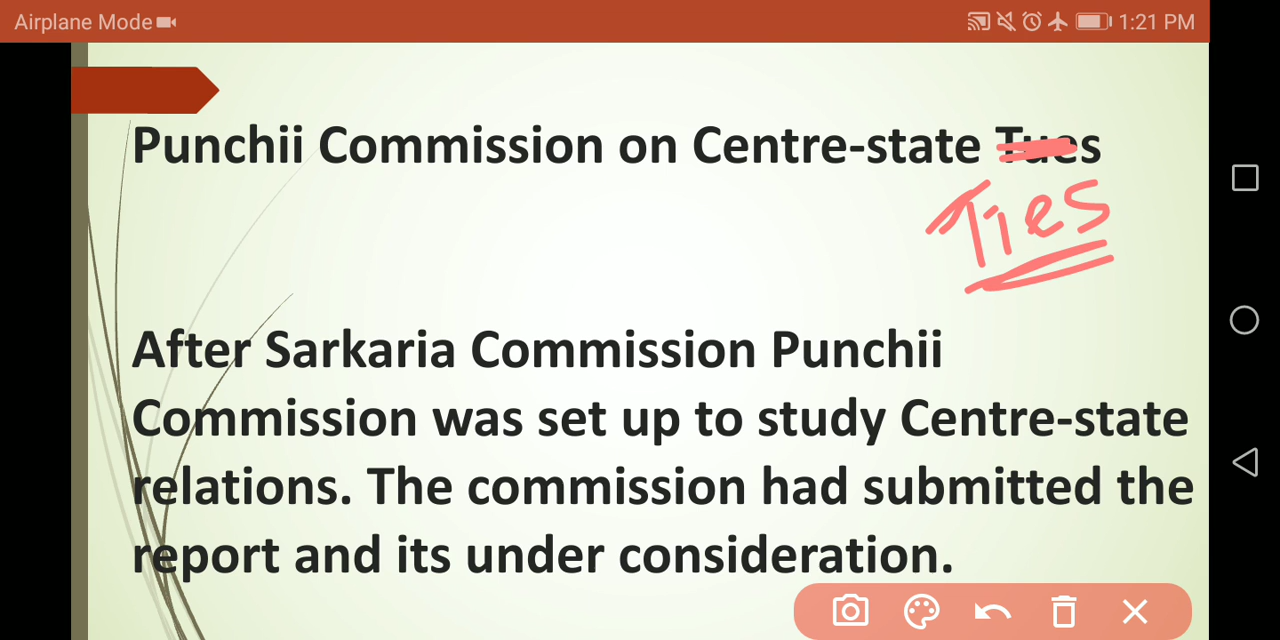 Airplane Mode
1:21 PM
Punchii Commission on Centre-state Tues
Ties
After Sarkaria Commission Punchii
Commission was set up to study Centre-state
relations. The commission had submitted the
report and its under consideration.